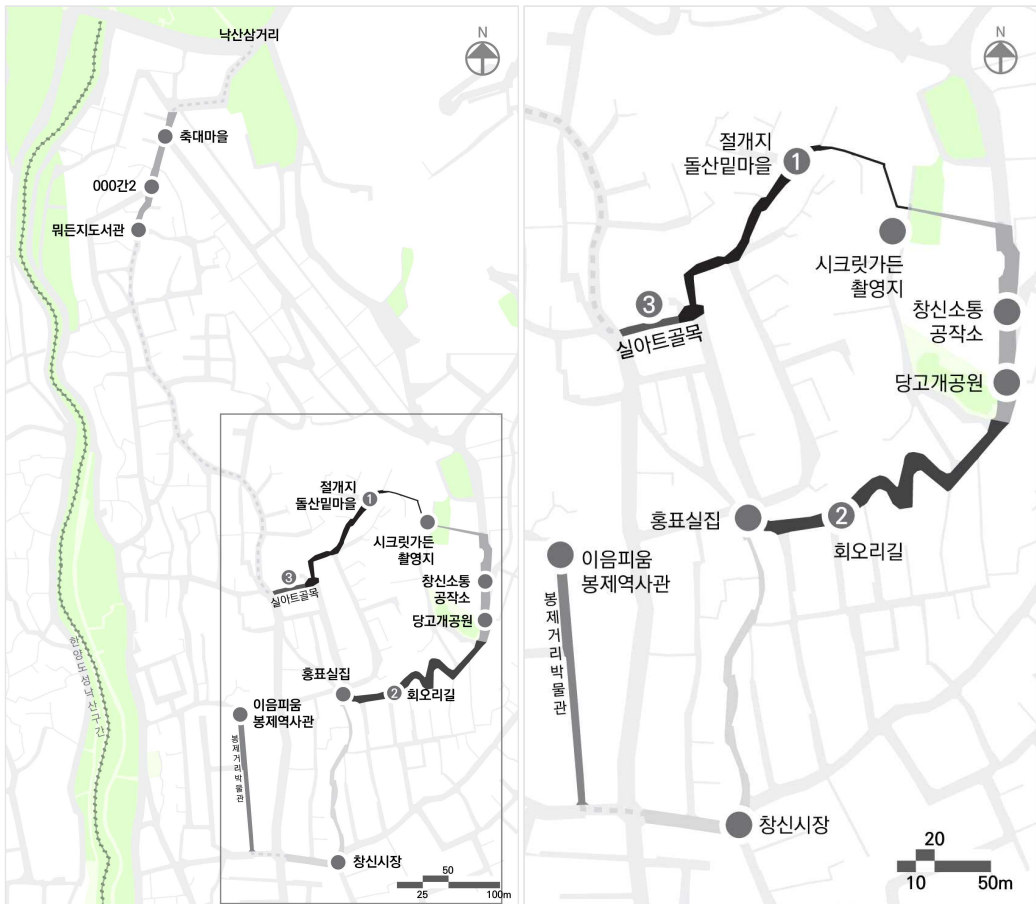 낙산삼거리
N
축대마을
000간2
뭐든지도서관
절개지
돌산밑마을
1
시크릿가든
촬영지
3
실아트골목
창신소통
공작소
당고개공원
홍표실집
2
회오리길
이음피움
봉제역사관
봉제거리박물관
한양도성낙산구간
창신시장
50
25
100m
N
절개지
돌산밑마을
1
시크릿가든
촬영지
3
실아트골목
창신소통
공작소
당고개공원
홍표실집
2
회오리길
이음피움
봉제역사관
봉제거리박물관
창신시장
20
10
50m